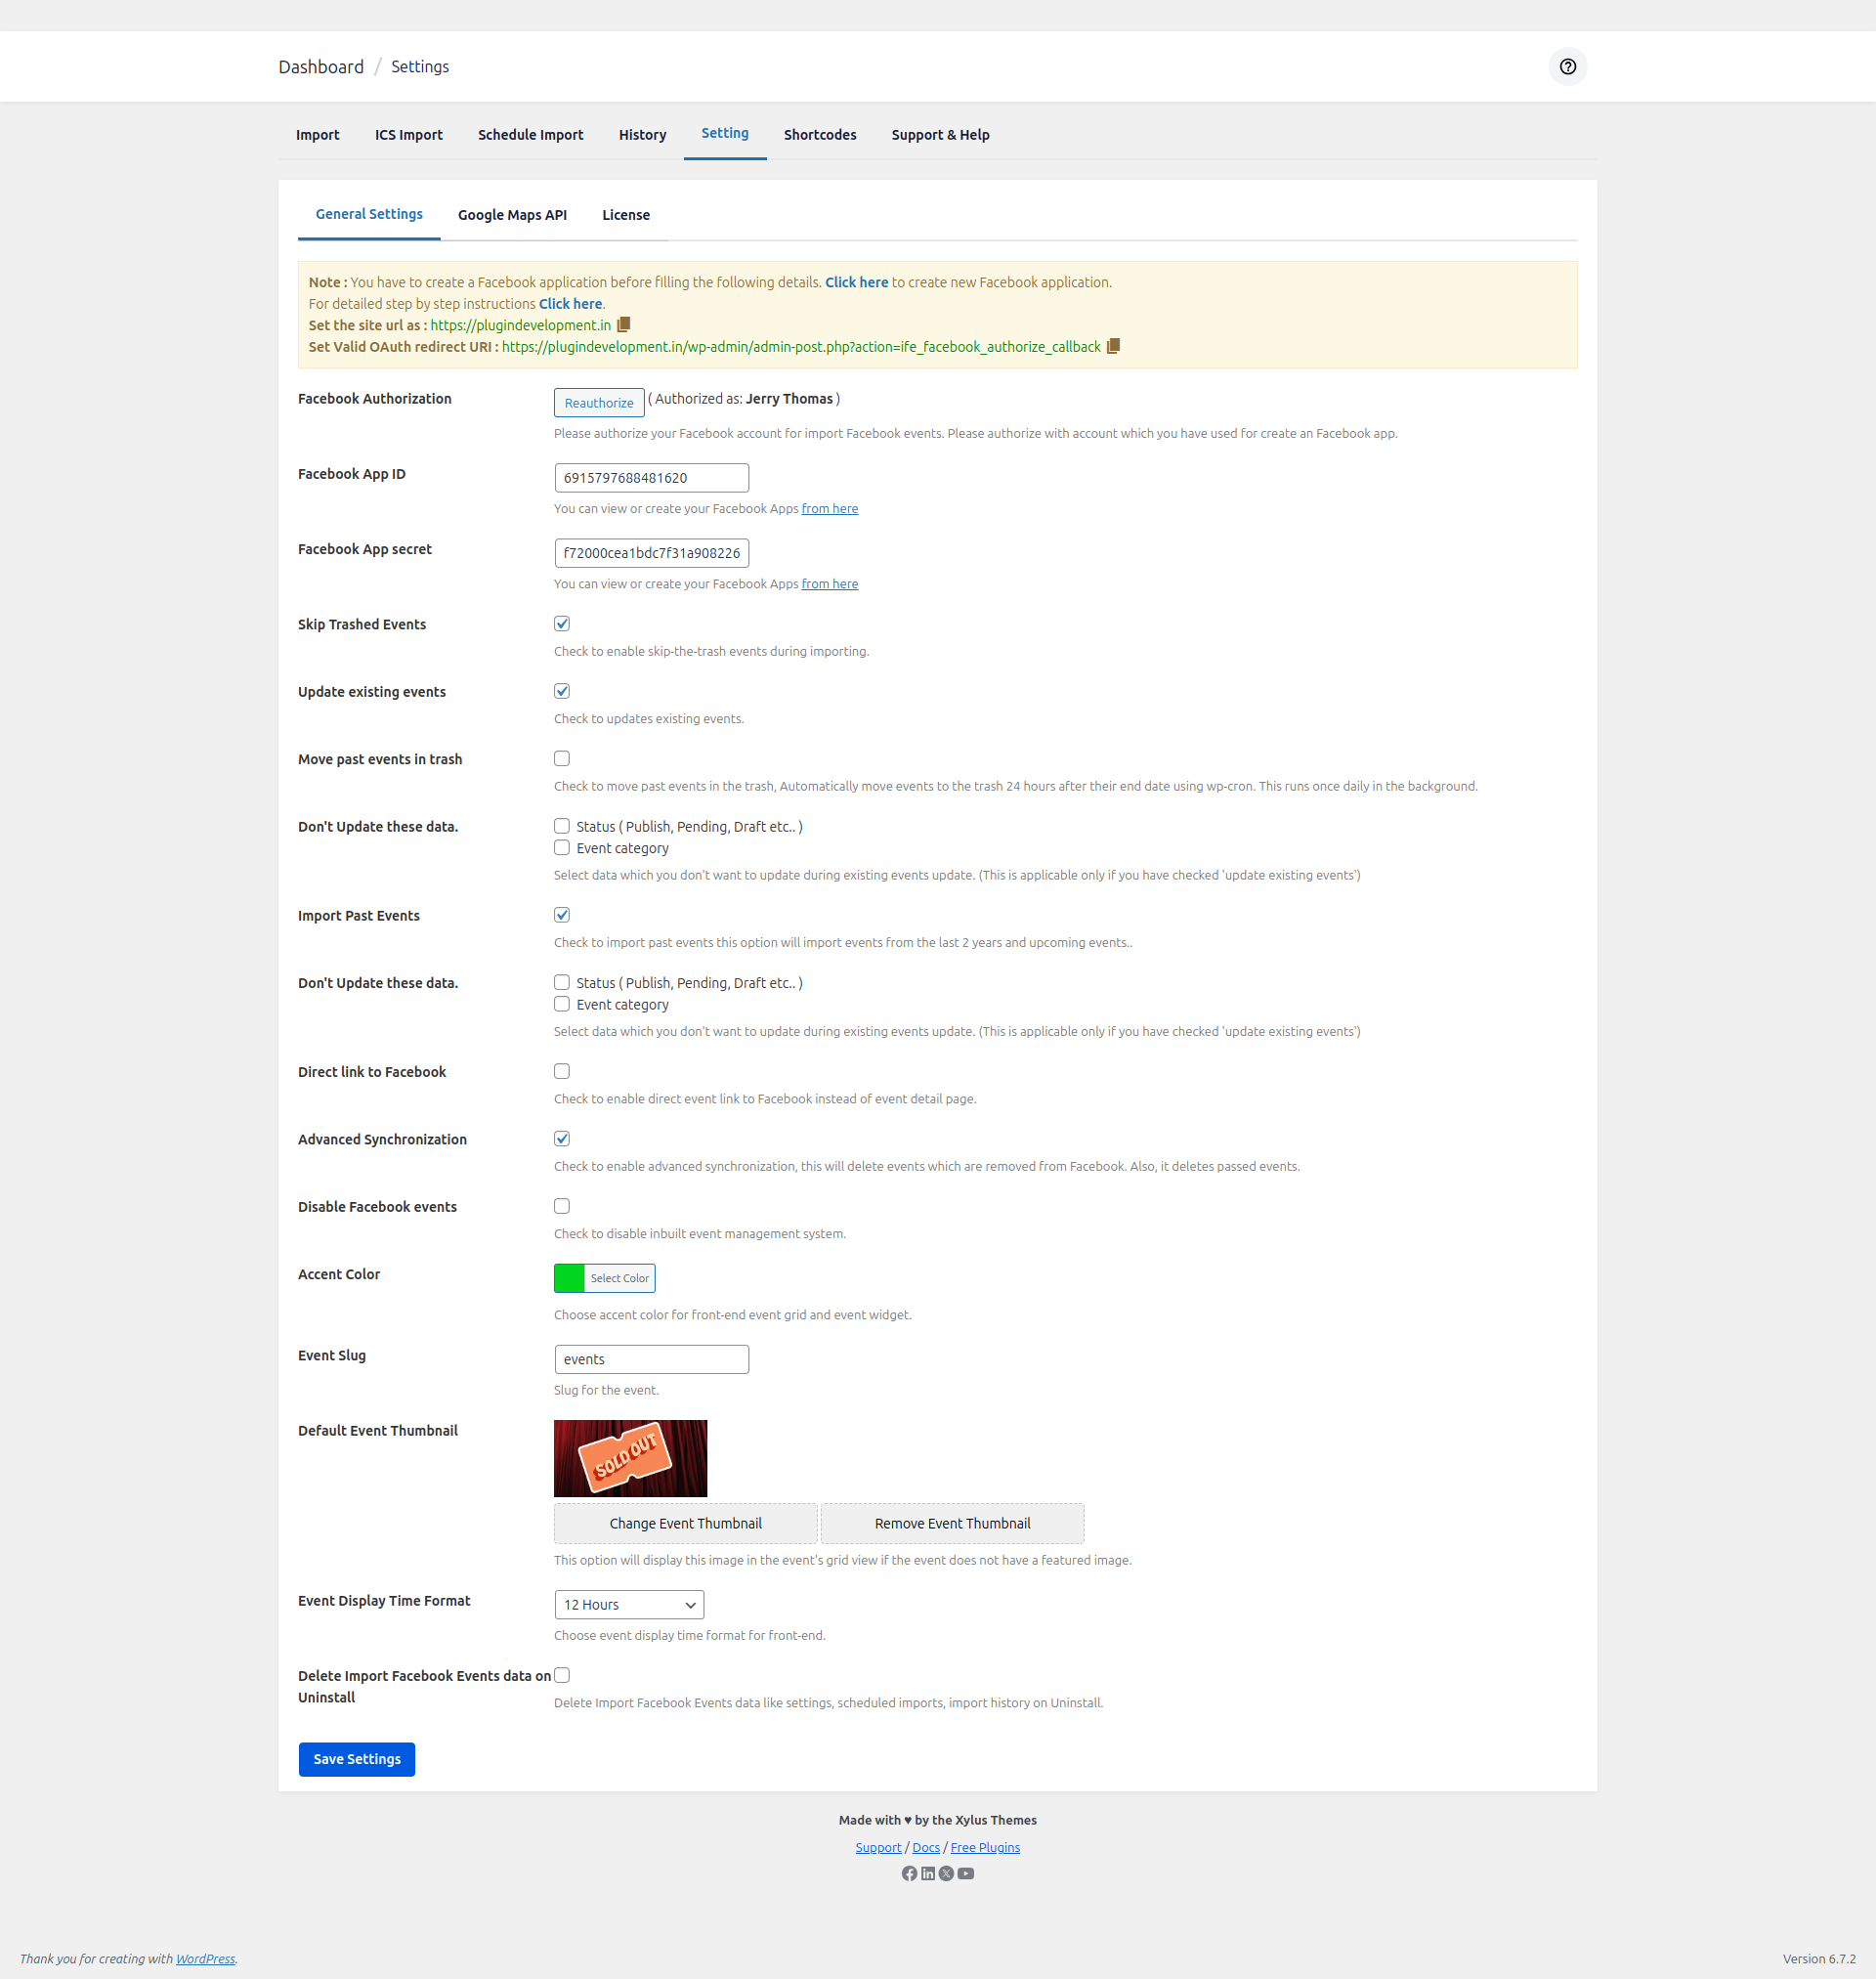 Dashboard / Settings
Import ICS Import Schedule Import History Setting Shortcodes Support & Help
General Settings Google Maps API License
Note : You have to create a Facebook application before filling the following details. Click here to create new Facebook application.
For detailed step by step instructions Click here.
Set the site url as : https://plugindevelopment.in
Set Valid OAuth redirect URI : https://plugindevelopment.in/wp-admin/admin-post.php?action=ife_facebook_authorize_callback
Facebook Authorization Reauthorize ( Authorized as: Jerry Thomas )
Please authorize your Facebook account for import Facebook events. Please authorize with account which you have used for create an Facebook app.
Facebook App ID 6915797688481620
You can view or create your Facebook Apps from here
Facebook App secret f72000cea1bdc7f31a908226
You can view or create your Facebook Apps from here
Skip Trashed Events
Check to enable skip-the-trash events during importing.
Update existing events
Check to updates existing events.
Move past events in trash
Check to move past events in the trash, Automatically move events to the trash 24 hours after their end date using wp-cron. This runs once daily in the background.
Don't Update these data. Status ( Publish, Pending, Draft etc.. )
Event category
Select data which you don't want to update during existing events update. (This is applicable only if you have checked 'update existing events')
Import Past Events
Check to import past events this option will import events from the last 2 years and upcoming events..
Don't Update these data. Status ( Publish, Pending, Draft etc.. )
Event category
Select data which you don't want to update during existing events update. (This is applicable only if you have checked 'update existing events')
Direct link to Facebook
Check to enable direct event link to Facebook instead of event detail page.
Advanced Synchronization
Check to enable advanced synchronization, this will delete events which are removed from Facebook. Also, it deletes passed events.
Disable Facebook events
Check to disable inbuilt event management system.
Accent Color Select Color
Choose accent color for front-end event grid and event widget.
Event Slug events
Slug for the event.
Default Event Thumbnail
SOLD OUT
Change Event Thumbnail Remove Event Thumbnail
This option will display this image in the event's grid view if the event does not have a featured image.
Event Display Time Format 12 Hours
Choose event display time format for front-end.
Delete Import Facebook Events data on
Uninstall
Delete Import Facebook Events data like settings, scheduled imports, import history on Uninstall.
Save Settings
Made with ♥ by the Xylus Themes
Support / Docs / Free Plugins
Thank you for creating with WordPress. Version 6.7.2